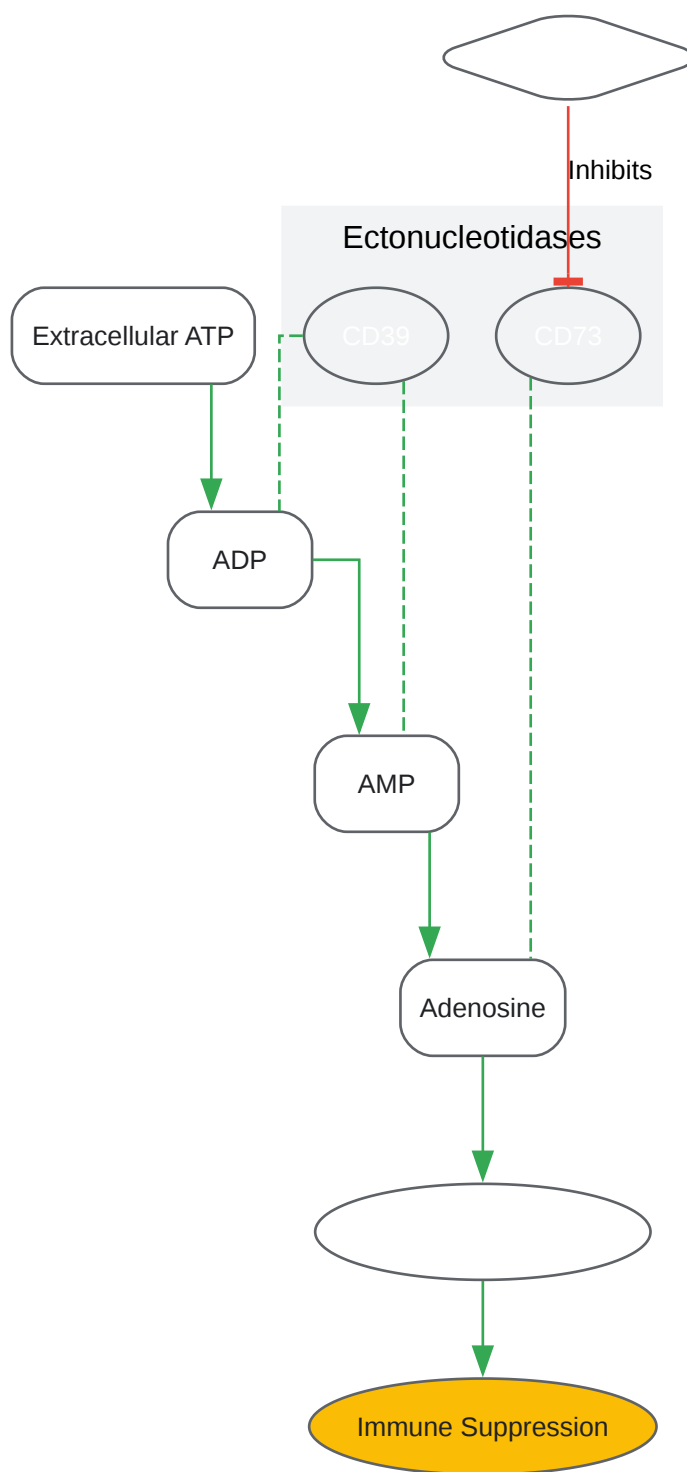 Inhibits
Ectonucleotidases
Extracellular ATP
CD39
CD73
ADP
AMP
Adenosine
Immune Suppression